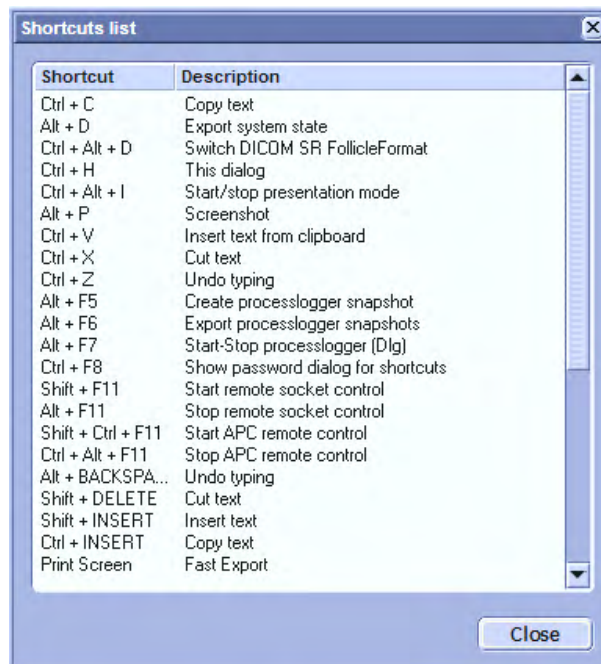 Shortcuts list
Shortcut Description
Ctrl + C Copy text
Alt + D Export system state
Ctrl + Alt + D Switch DICOM SR FollicleFormat
Ctrl + H This dialog
Ctrl + Alt + I Start/stop presentation mode
Alt + P Screenshot
Ctrl + V Insert text from clipboard
Ctrl + X Cut text
Ctrl + Z Undo typing
Alt + F5 Create processlogger snapshot
Alt + F6 Export processlogger snapshots
Alt + F7 Start-Stop processlogger (Dlg)
Ctrl + F8 Show password dialog for shortcuts
Shift + F11 Start remote socket control
Alt + F11 Stop remote socket control
Shift + Ctrl + F11 Start APC remote control
Ctrl + Alt + F11 Stop APC remote control
Alt + BACKSPA... Undo typing
Shift + DELETE Cut text
Shift + INSERT Insert text
Ctrl + INSERT Copy text
Print Screen Fast Export
Close